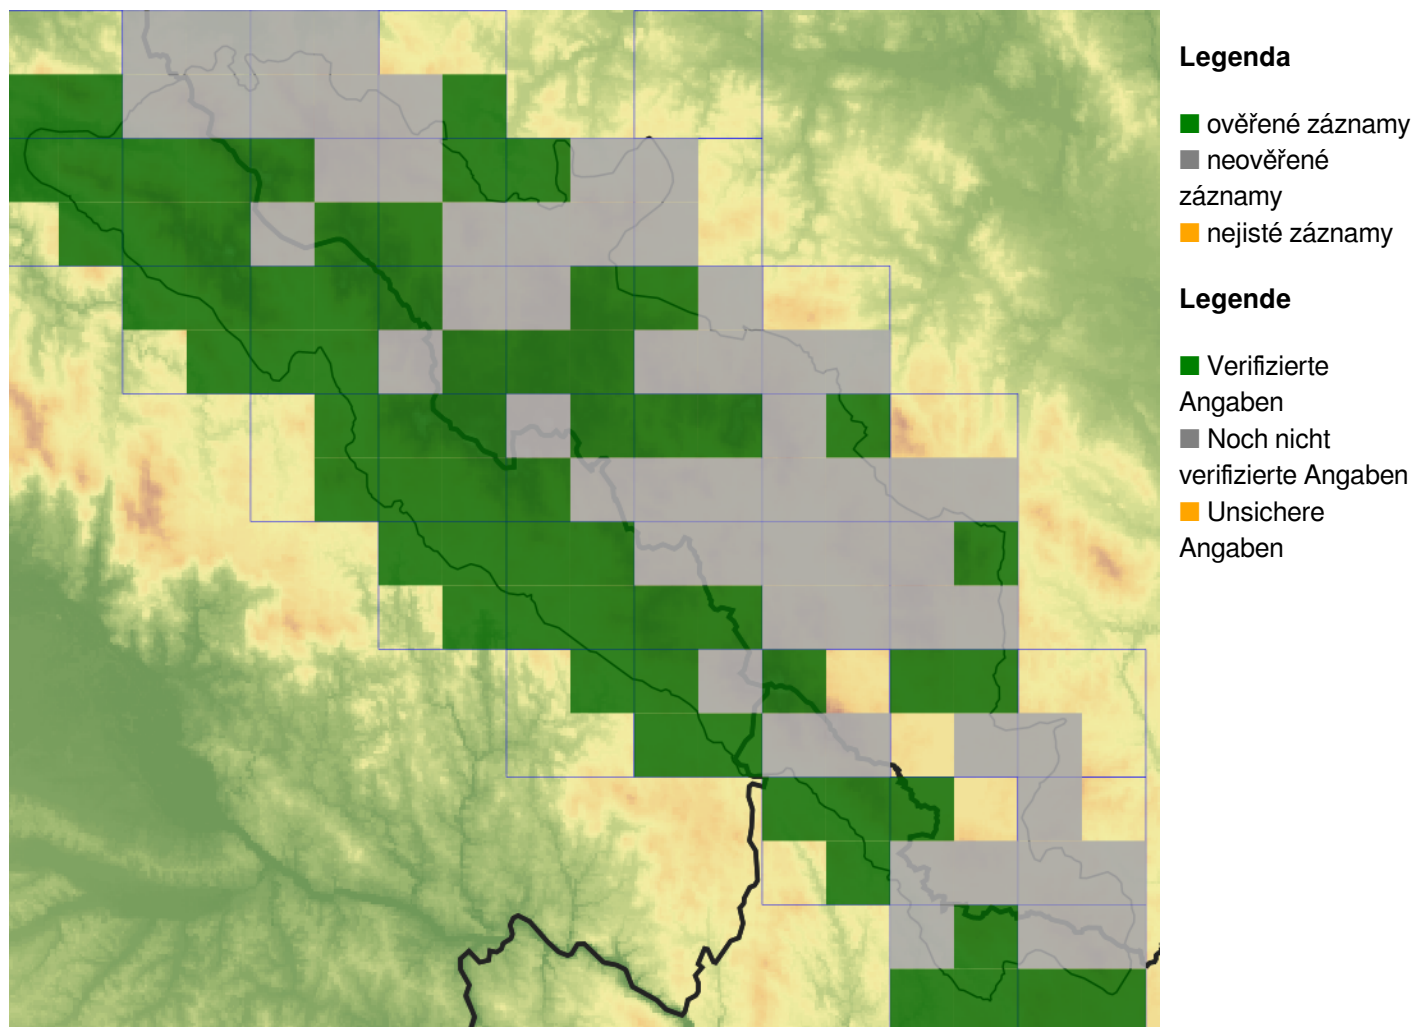 Legenda
ověřené záznamy
neověřené
záznamy
nejisté záznamy
Legende
Verifizierte
Angaben
Noch nicht
verifizierte Angaben
Unsichere
Angaben